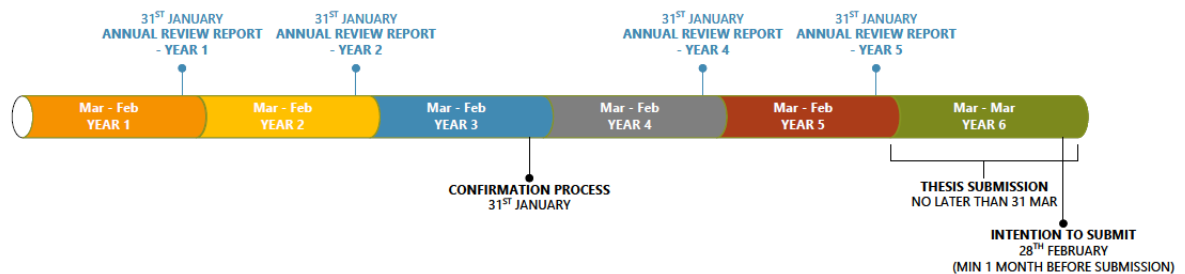 31ST JANUARY
ANNUAL REVIEW REPORT
- YEAR 1
31ST JANUARY
ANNUAL REVIEW REPORT
- YEAR 2
31ST JANUARY
ANNUAL REVIEW REPORT
- YEAR 4
31ST JANUARY
ANNUAL REVIEW REPORT
- YEAR 5
Mar - Feb
YEAR 1
Mar - Feb
YEAR 2
Mar - Feb
YEAR 3
Mar - Feb
YEAR 4
Mar - Feb
YEAR 5
Mar - Mar
YEAR 6
CONFIRMATION PROCESS
31ST JANUARY
THESIS SUBMISSION
NO LATER THAN 31 MAR
INTENTION TO SUBMIT
28TH FEBRUARY
(MIN 1 MONTH BEFORE SUBMISSION)